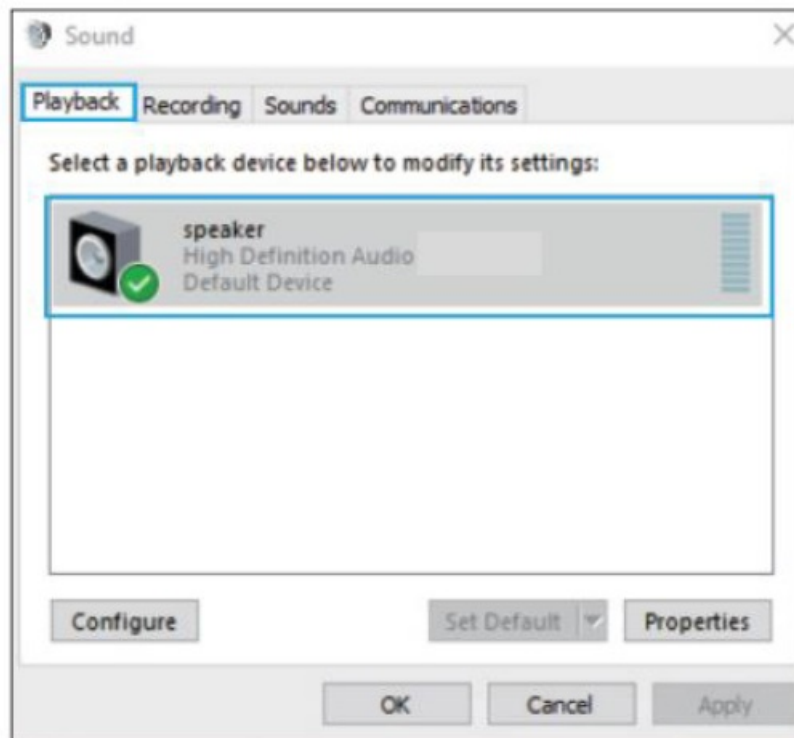 Sound
Playback Recording Sounds Communications
Select a playback device below to modify its settings:
speaker
High Definition Audio
Default Device
Configure Set Default Properties
OK Cancel Apply